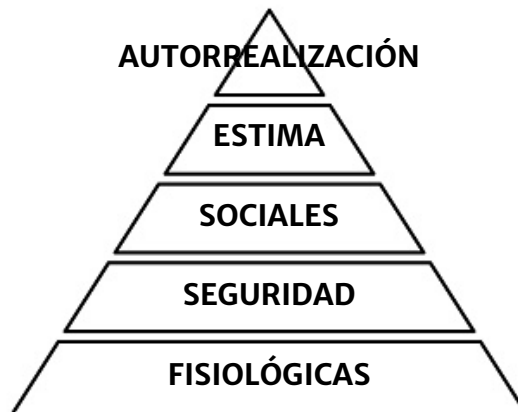 AUTORREALIZACIÓN
ESTIMA
SOCIALES
SEGURIDAD
FISIOLÓGICAS